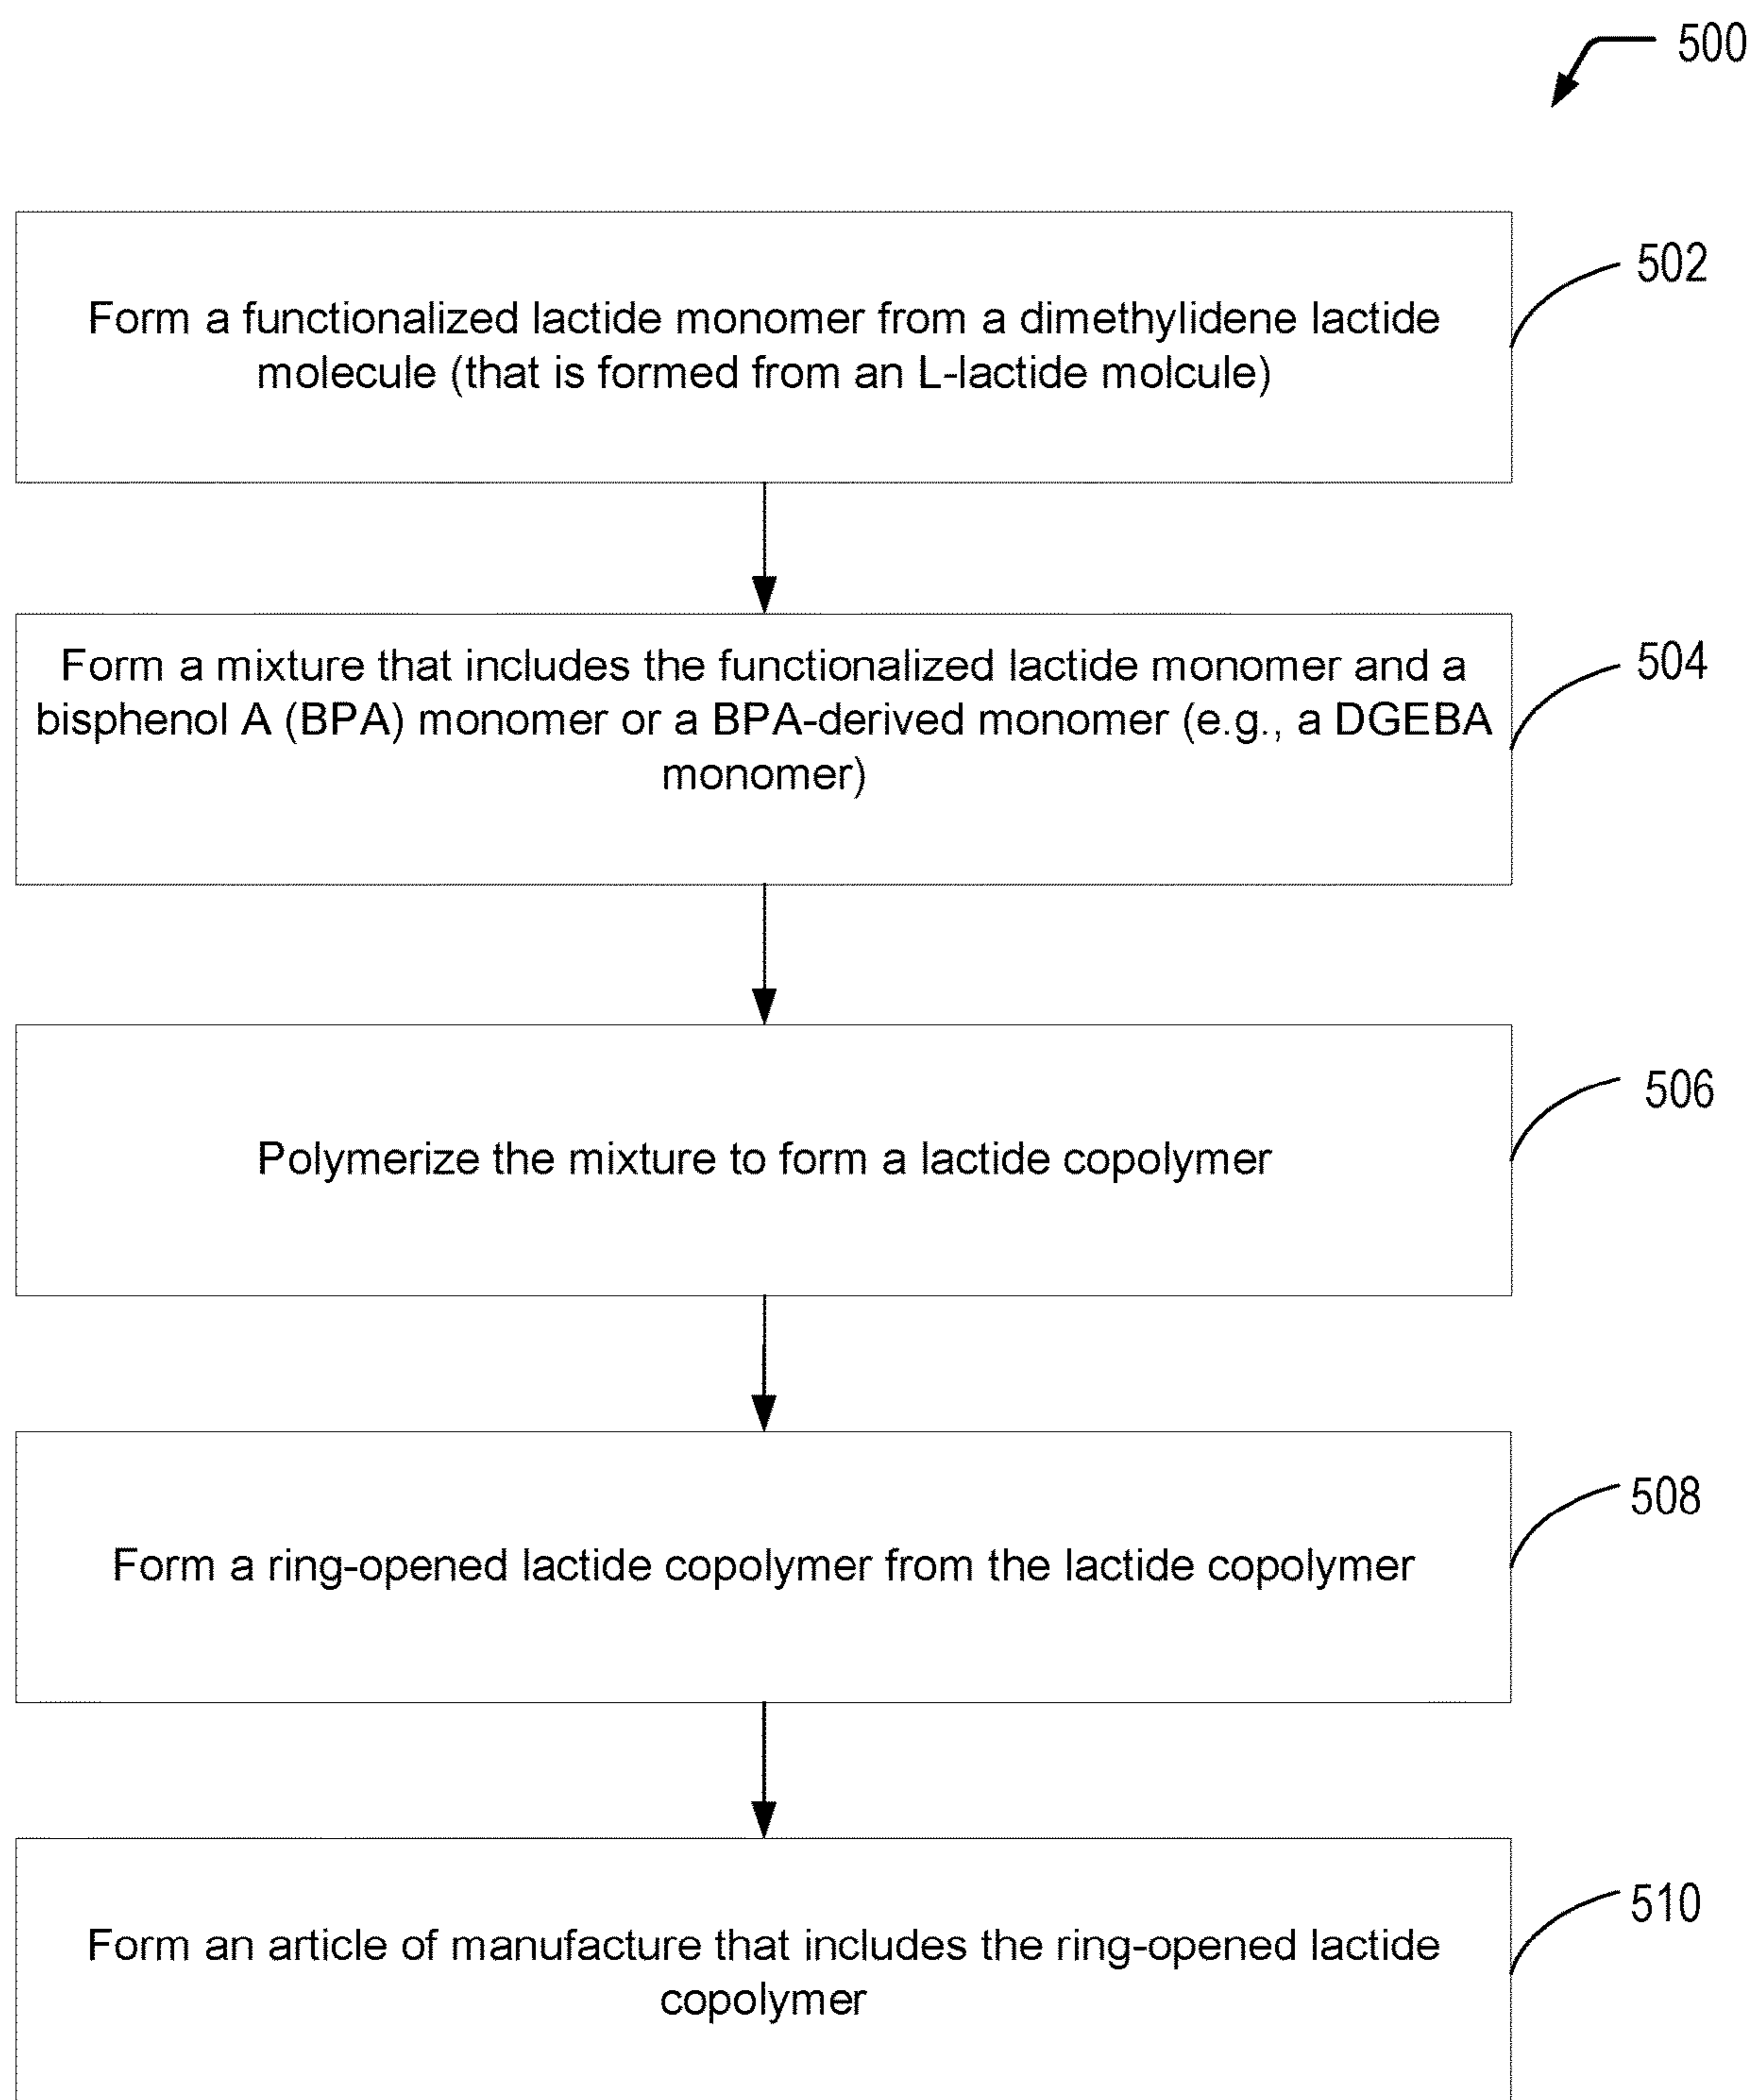 500
Form a functionalized lactide monomer from a dimethylidene lactide
molecule (that is formed from an L-lactide molcule)
502
Form a mixture that includes the functionalized lactide monomer and a
bisphenol A (BPA) monomer or a BPA-derived monomer (e.g., a DGEBA
monomer)
504
Polymerize the mixture to form a lactide copolymer
506
Form a ring-opened lactide copolymer from the lactide copolymer
508
Form an article of manufacture that includes the ring-opened lactide
copolymer
510